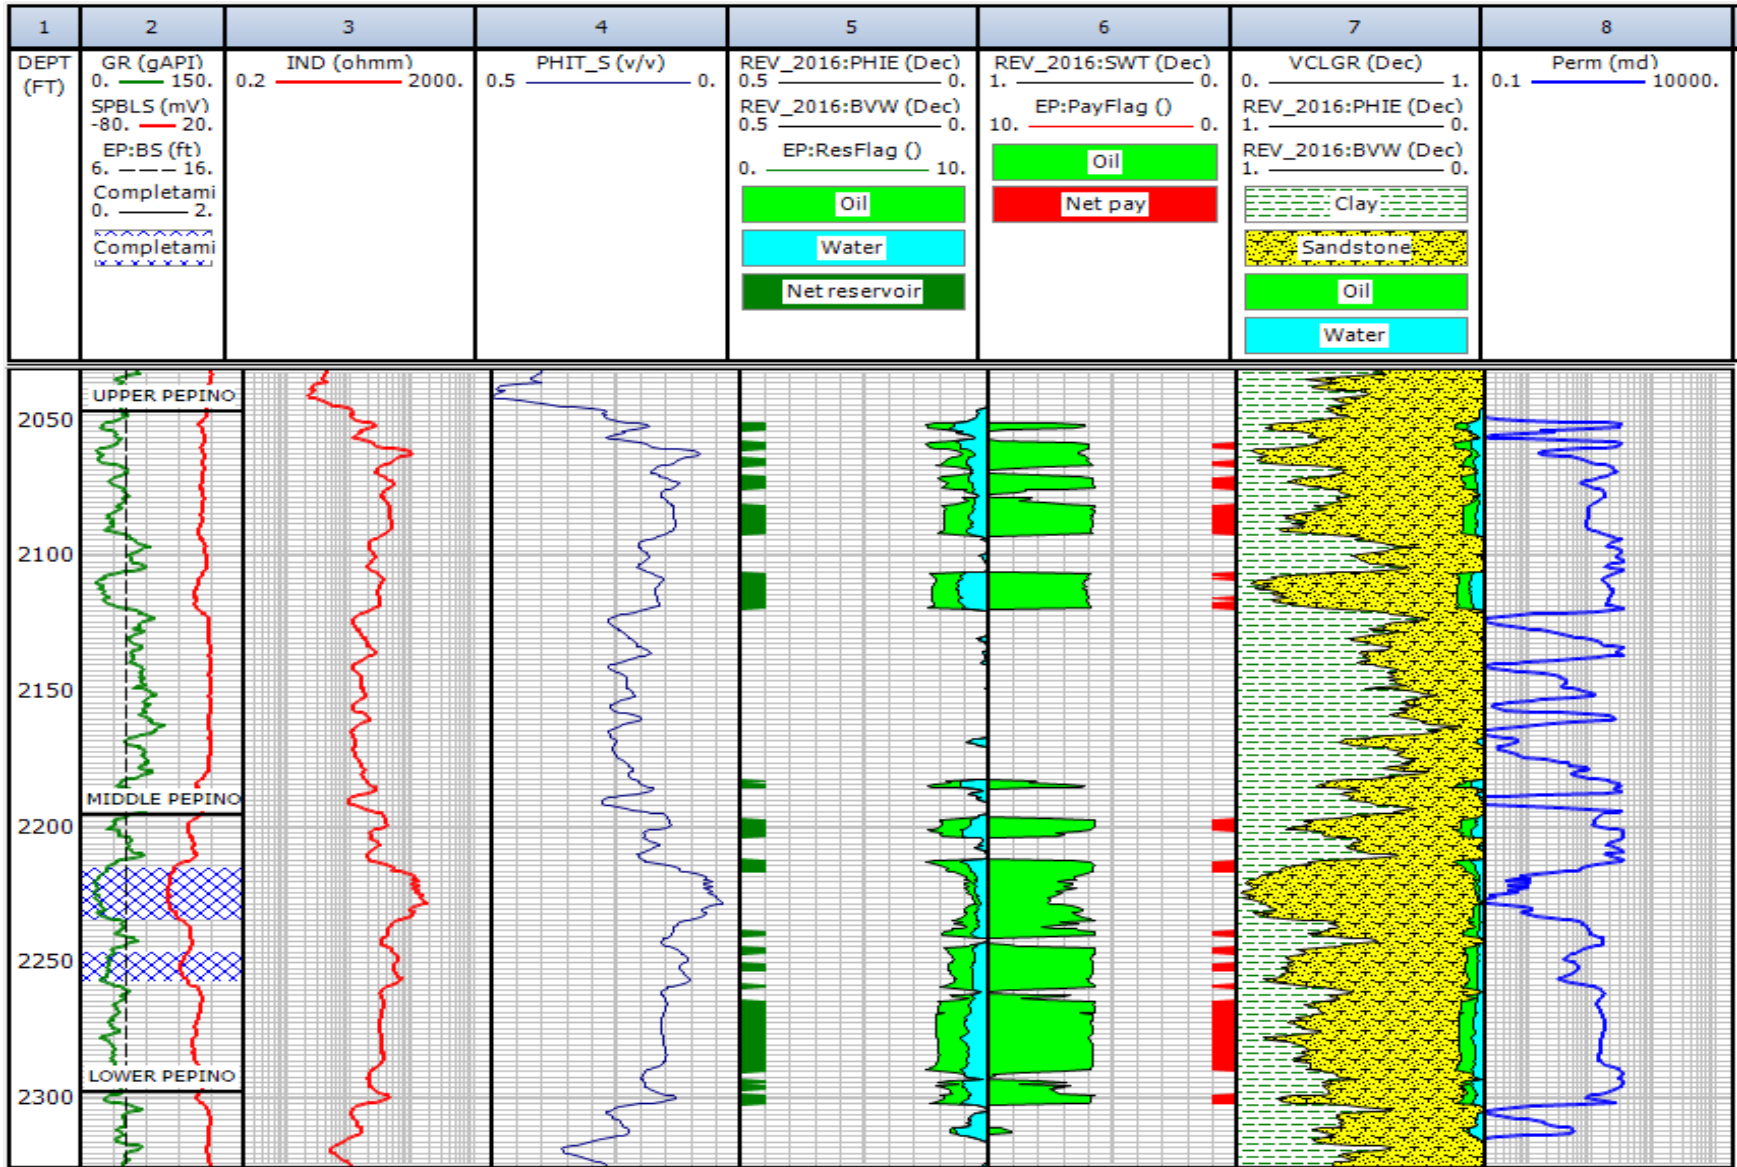 1 2 3 4 5 6 7 8
DEPT
(FT)
GR (gAPI)
0. 150.
SPBLS (mV)
-80. 20.
EP:BS (ft)
6. 16.
Completami
0. 2.
Completami
IND (ohmm)
0.2 2000.
PHIT_S (v/v)
0.5 0.
REV_2016:PHIE (Dec)
0.5 0.
REV_2016:BVW (Dec)
0.5 0.
EP:ResFlag ()
0. 10.
Oil
Water
Net reservoir
REV_2016:SWT (Dec)
1. 0.
EP:PayFlag ()
10. 0.
Oil
Net pay
VCLGR (Dec)
0. 1.
REV_2016:PHIE (Dec)
1. 0.
REV_2016:BVW (Dec)
1. 0.
Clay
Sandstone
Oil
Water
Perm (md)
0.1 10000.
UPPER PEPINO
2050
2100
2150
MIDDLE PEPINO
2200
2250
LOWER PEPINO
2300